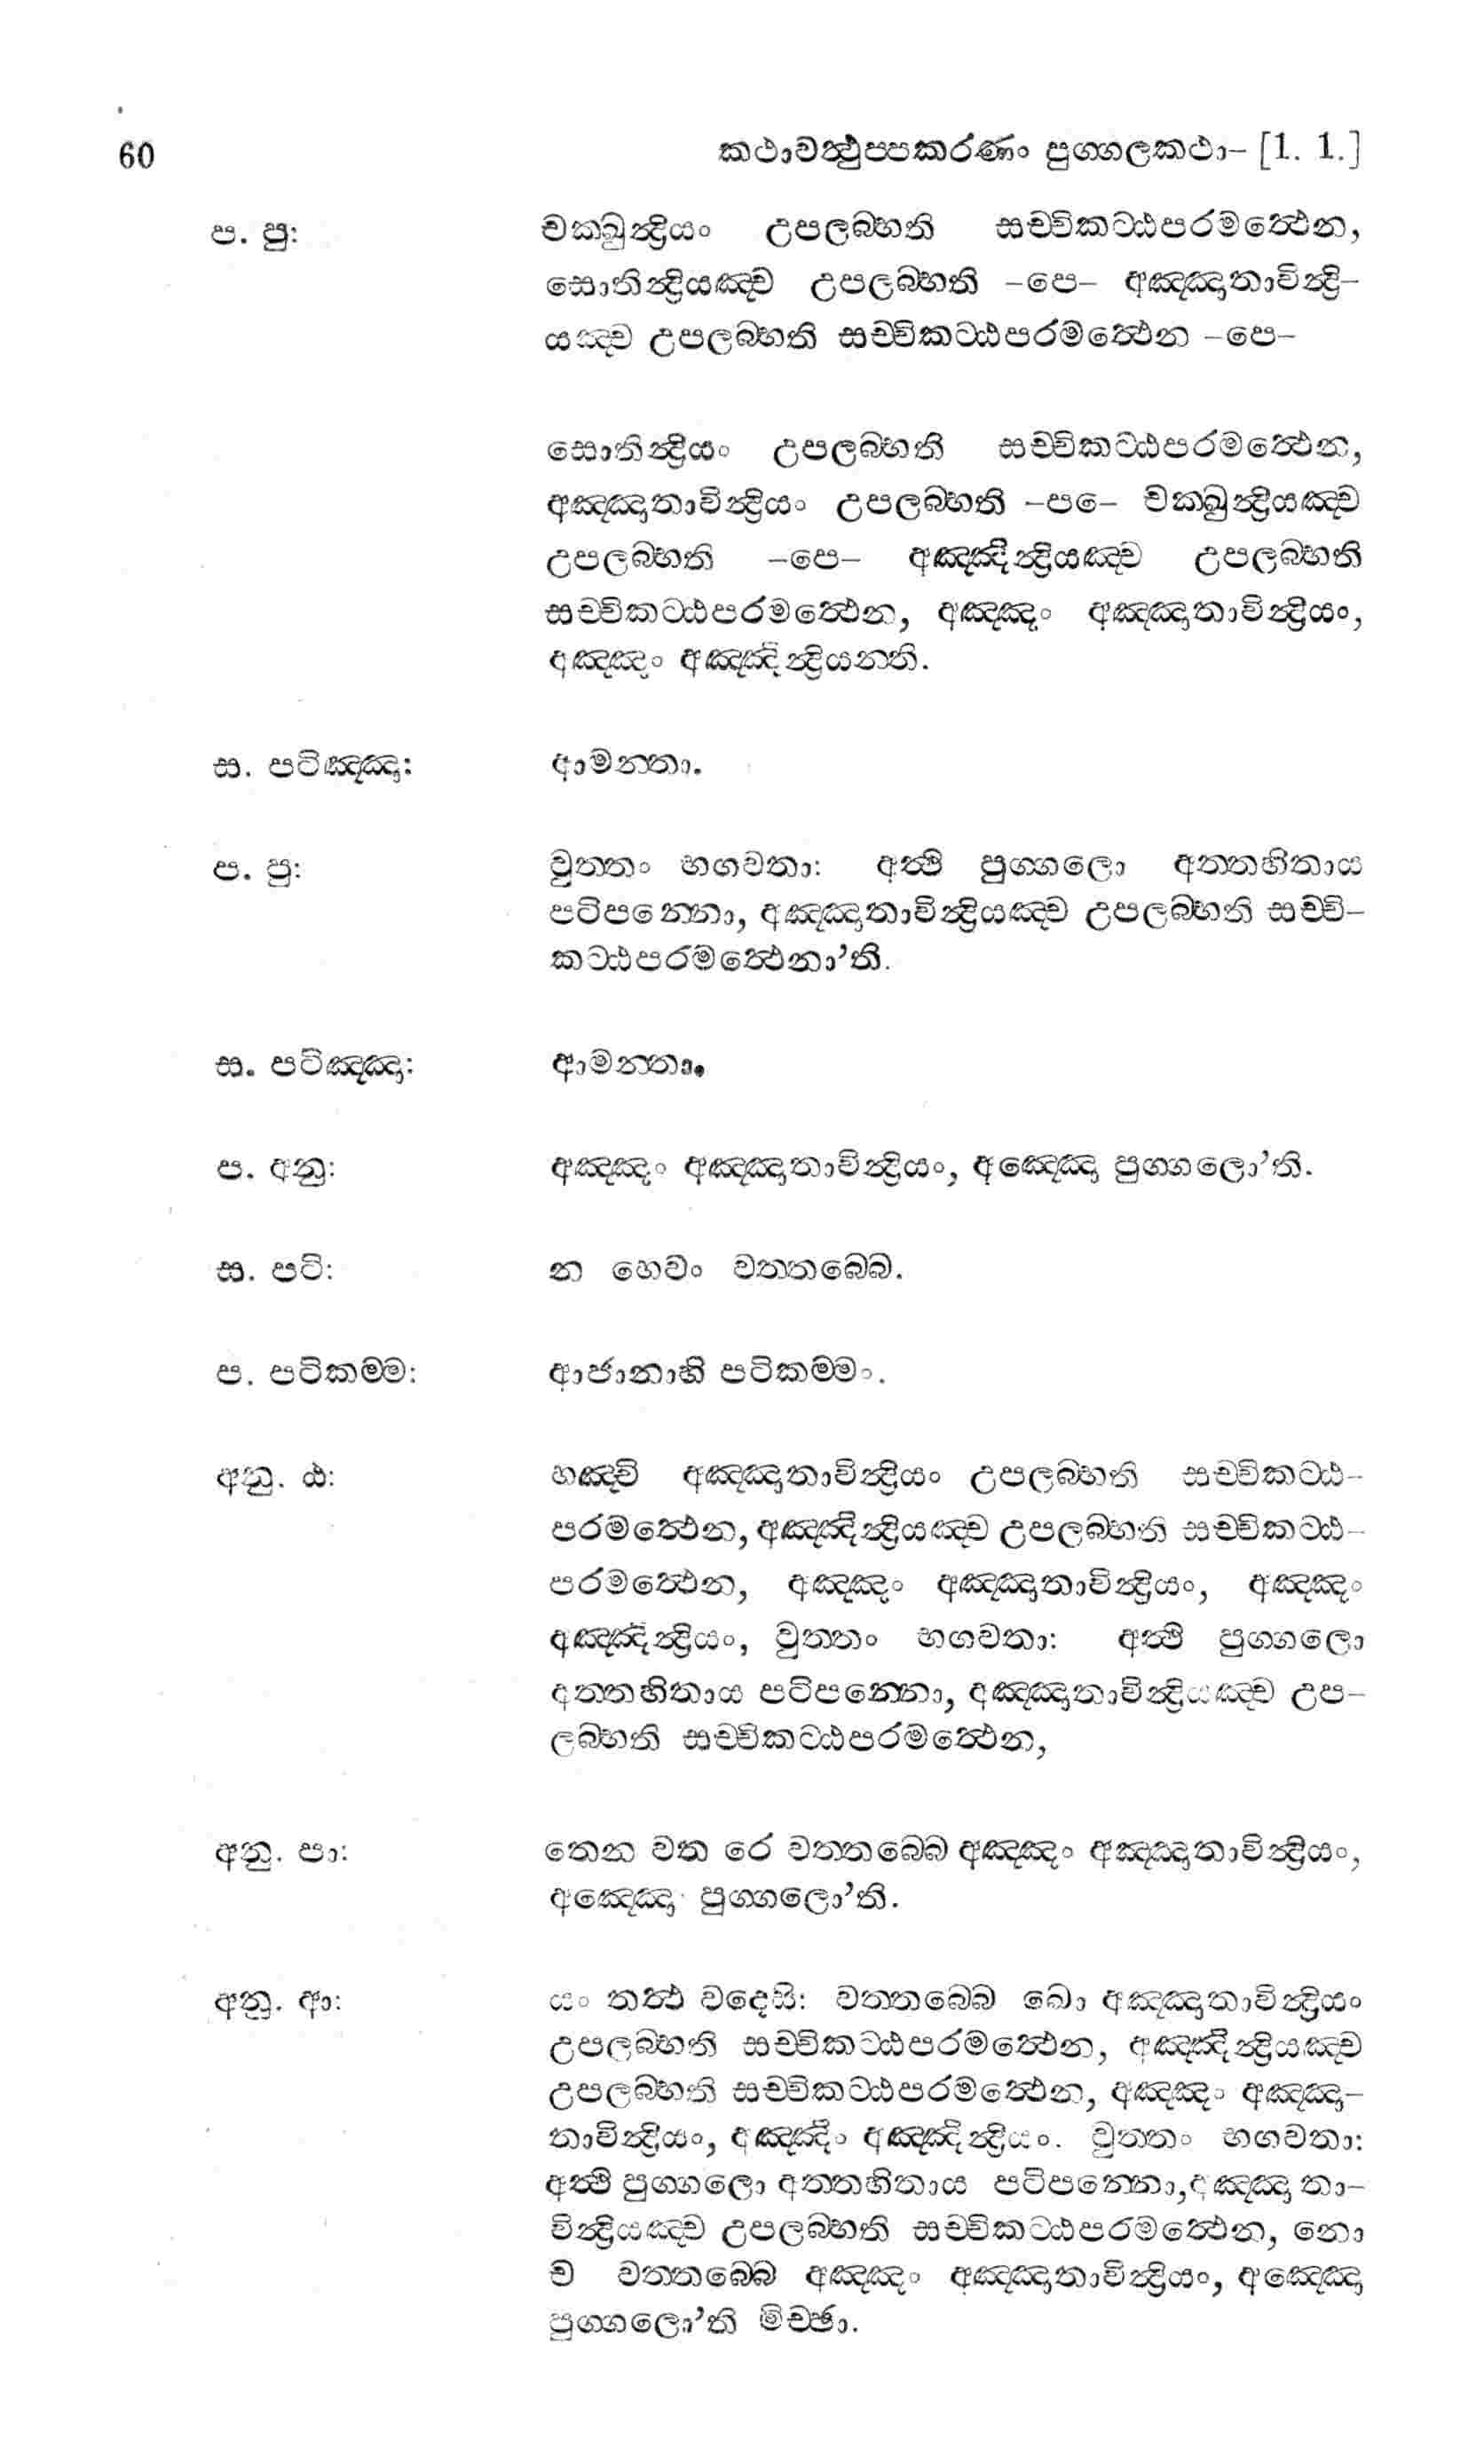 60 කථාවත්‍ථුප්පකරණං පුග්ගලකථා– [1. 1.]
ප. පු: චක්ඛුන්‍ද්‍රියං උපලබ්භති සච්චිකට්ඨපරමත්‍ථෙන,
සොතින්‍ද්‍රියඤ්ච උපලබ්භති –පෙ– අඤ්ඤාතාවින්‍ද්‍රි–
යඤ්ච උපලබ්භති සච්චිකට්ඨපරමත්‍ථෙන –පෙ–
සොතින්‍ද්‍රියං උපලබ්භති සච්චිකට්ඨපරමත්‍ථෙන,
අඤ්ඤාතාවින්‍ද්‍රියං උපලබ්භති –පෙ– චක්ඛුන්‍ද්‍රියඤ්ච
උපලබ්භති –පෙ– අඤ්ඤින්‍ද්‍රියඤ්ච උපලබ්භති
සච්චිකට්ඨපරමත්‍ථෙන, අඤ්ඤං අඤ්ඤාතාවින්‍ද්‍රියං,
අඤ්ඤං අඤ්ඤින්‍ද්‍රියන්ති.
ස. පටිඤ්ඤා: ආමන්තා.
ප. පු: වුත්තං භගවතා: අත්‍ථි පුග්ගලො අත්තහිතාය
පටිපන්නො, අඤ්ඤාතාවින්‍ද්‍රියඤ්ච උපලබ්භති සච්චි–
කට්ඨපරමත්‍ථෙනා’ති.
ස. පටිඤ්ඤා: ආමන්තා.
ප. අනු: අඤ්ඤං අඤ්ඤාතාවින්‍ද්‍රියං, අඤ්ඤො පුග්ගලො’ති.
ස. පටි: න හෙවං වත්තබ්බෙ.
ප. පටිකම්ම: ආජානාහි පටිකම්මං.
අනු. ඨ: හඤ්චි අඤ්ඤාතාවින්‍ද්‍රියං උපලබ්භති සච්චිකට්ඨ–
පරමත්‍ථෙන, අඤ්ඤින්‍ද්‍රියඤ්ච උපලබ්භති සච්චිකට්ඨ–
පරමත්‍ථෙන, අඤ්ඤං අඤ්ඤාතාවින්‍ද්‍රියං, අඤ්ඤං
අඤ්ඤින්‍ද්‍රියං, වුත්තං භගවතා: අත්‍ථි පුග්ගලො
අත්තහිතාය පටිපන්නො, අඤ්ඤාතාවින්‍ද්‍රියඤ්ච උප–
ලබ්භති සච්චිකට්ඨපරමත්‍ථෙන,
අනු. පා: තෙන වත රෙ වත්තබ්බෙ අඤ්ඤං අඤ්ඤාතාවින්‍ද්‍රියං,
අඤ්ඤො පුග්ගලො’ති.
අනු. ආ: යං තත්‍ථ වදෙසි: වත්තබ්බෙ ඛො අඤ්ඤාතාවින්‍ද්‍රියං
උපලබ්භති සච්චිකට්ඨපරමත්‍ථෙන, අඤ්ඤින්‍ද්‍රියඤ්ච
උපලබ්භති සච්චිකට්ඨපරමත්‍ථෙන, අඤ්ඤං අඤ්ඤා–
තාවින්‍ද්‍රියං, අඤ්ඤිං අඤ්ඤින්‍ද්‍රියං. වුත්තං භගවතා:
අත්‍ථි පුග්ගලො අත්තහිතාය පටිපන්නො, අඤ්ඤාතා–
වින්‍ද්‍රියඤ්ච උපලබ්භති සච්චිකට්ඨපරමත්‍ථෙන, නො
ච වත්තබ්බෙ අඤ්ඤං අඤ්ඤාතාවින්‍ද්‍රියං, අඤ්ඤො
පුග්ගලො’ති මිච්ඡා.